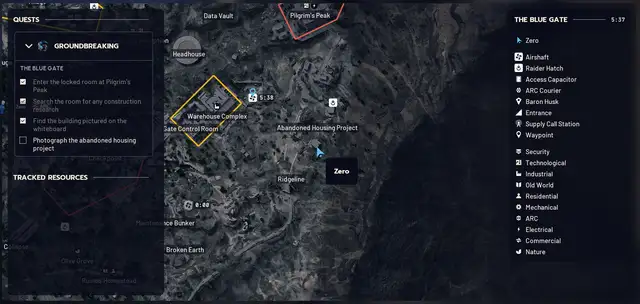 QUESTS
GROUNDBREAKING
THE BLUE GATE
Enter the locked room at Pilgrim's
Peak
Search the room for any construction
research
Find the building pictured on the
whiteboard
Photograph the abandoned housing
project
TRACKED RESOURCES
Data Vault
Pilgrim's Peak
Headhouse
5:38
Warehouse Complex
Gate Control Room
Abandoned Housing Project
Zero
Ridgeline
0:00
Maintenance Bunker
Broken Earth
Olive Grove
THE BLUE GATE
5:37
Zero
Airshaft
Raider Hatch
Access Capacitor
ARC Courier
Baron Husk
Entrance
Supply Call Station
Waypoint
Security
Technological
Industrial
Old World
Residential
Mechanical
ARC
Electrical
Commercial
Nature